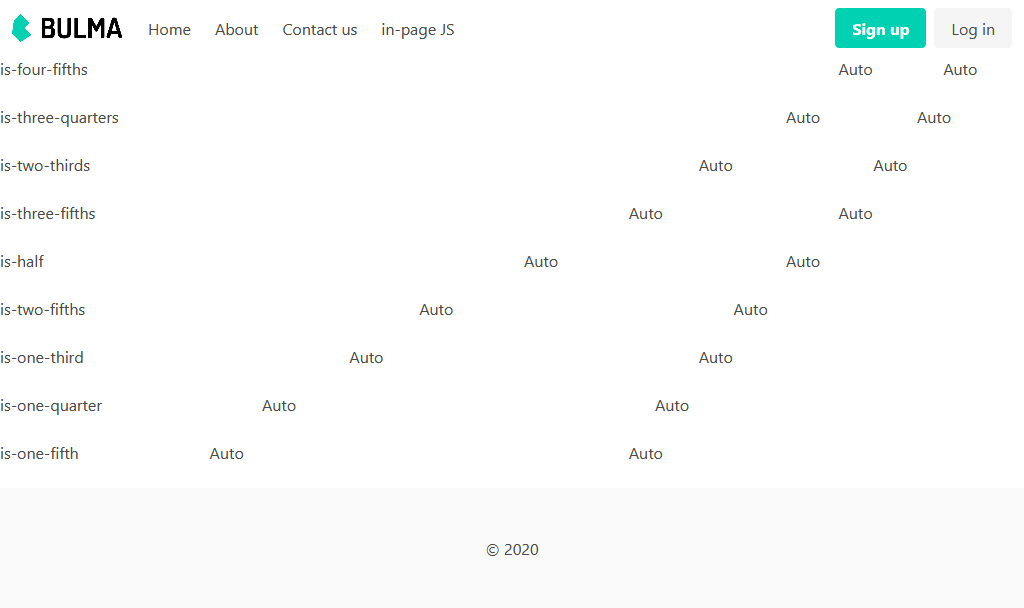 BULMA Home About Contact us in-page JS Sign up Log in
is-four-fifths Auto Auto
is-three-quarters Auto Auto
is-two-thirds Auto Auto
is-three-fifths Auto Auto
is-half Auto Auto
is-two-fifths Auto Auto
is-one-third Auto Auto
is-one-quarter Auto Auto
is-one-fifth Auto Auto
© 2020